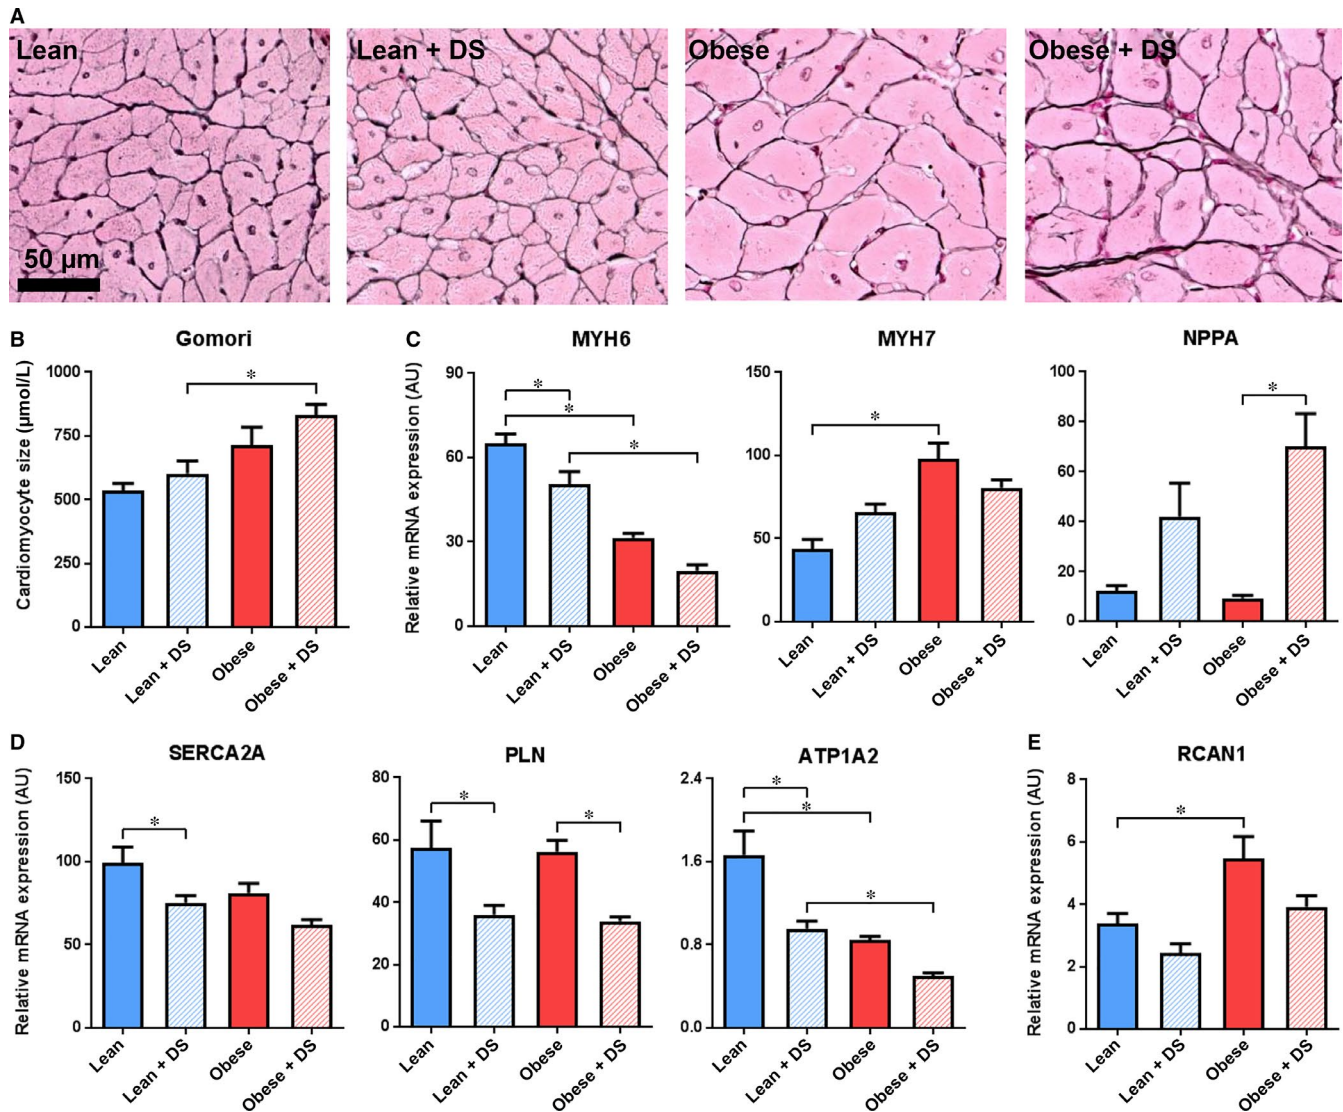 A
Lean
Lean + DS
Obese
Obese + DS
50 µm
B
Gomori
Cardiomyocyte size (µmol/L)
1000
750
500
250
0
*
Lean
Lean + DS
Obese
Obese + DS
C
MYH6
Relative mRNA expression (AU)
90
60
30
0
*
*
*
Lean
Lean + DS
Obese
Obese + DS
MYH7
150
100
50
0
*
Lean
Lean + DS
Obese
Obese + DS
NPPA
100
80
60
40
20
0
*
Lean
Lean + DS
Obese
Obese + DS
D
SERCA2A
Relative mRNA expression (AU)
150
100
50
0
*
Lean
Lean + DS
Obese
Obese + DS
PLN
80
60
40
20
0
*
*
Lean
Lean + DS
Obese
Obese + DS
ATP1A2
2.4
1.6
0.8
0.0
*
*
*
Lean
Lean + DS
Obese
Obese + DS
E
RCAN1
Relative mRNA expression (AU)
8
6
4
2
0
*
Lean
Lean + DS
Obese
Obese + DS